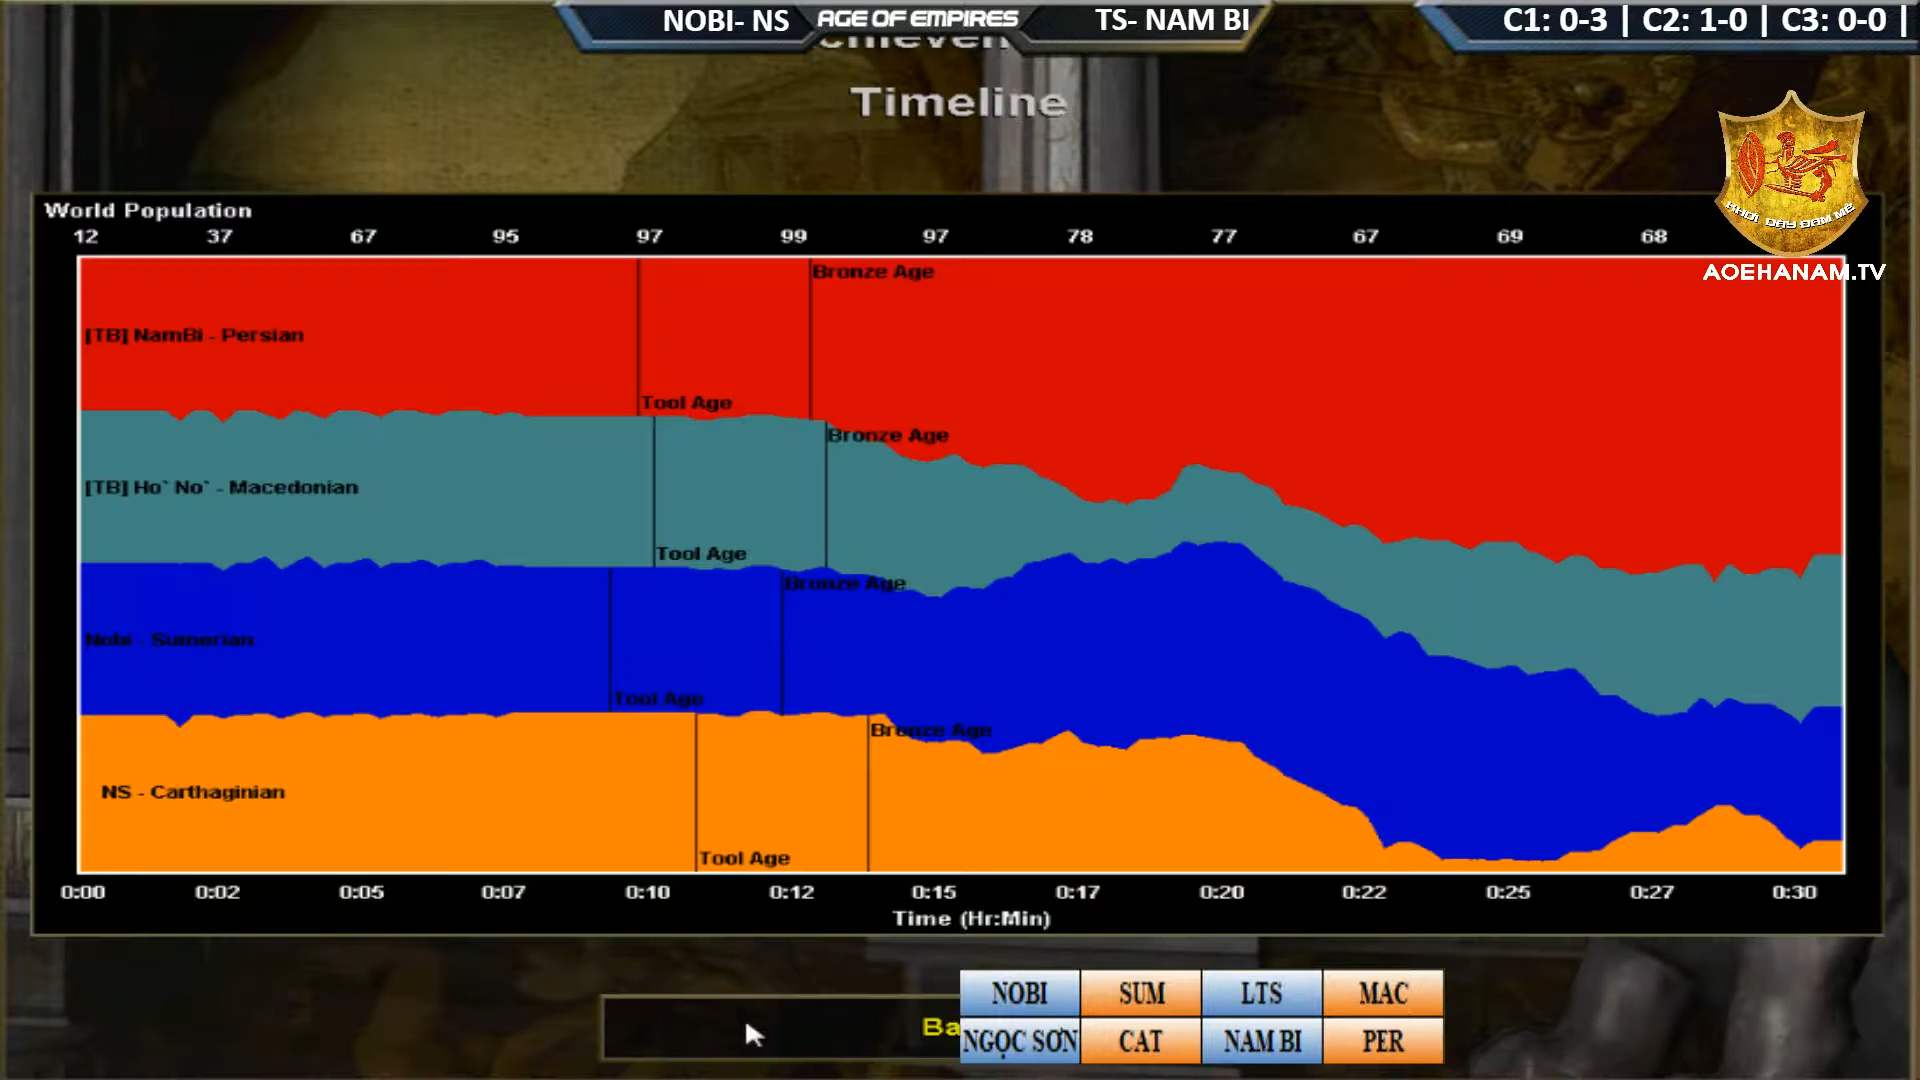 NOBI- NS AGE OF EMPIRES TS- NAM BI C1: 0-3 | C2: 1-0 | C3: 0-0 |
Timeline
KHƠI DẬY ĐAM MÊ
AOEHANAM.TV
World Population
12 37 67 95 97 99 97 78 77 67 69 68
Bronze Age
[TB] NamBi - Persian
Tool Age
Bronze Age
[TB] Ho` No` - Macedonian
Tool Age
Bronze Age
Nobi - Sumerian
Tool Age
Bronze Age
NS - Carthaginian
Tool Age
0:00 0:02 0:05 0:07 0:10 0:12 0:15 0:17 0:20 0:22 0:25 0:27 0:30
Time (Hr:Min)
NOBI SUM LTS MAC
Ba
NGỌC SƠN CAT NAM BI PER